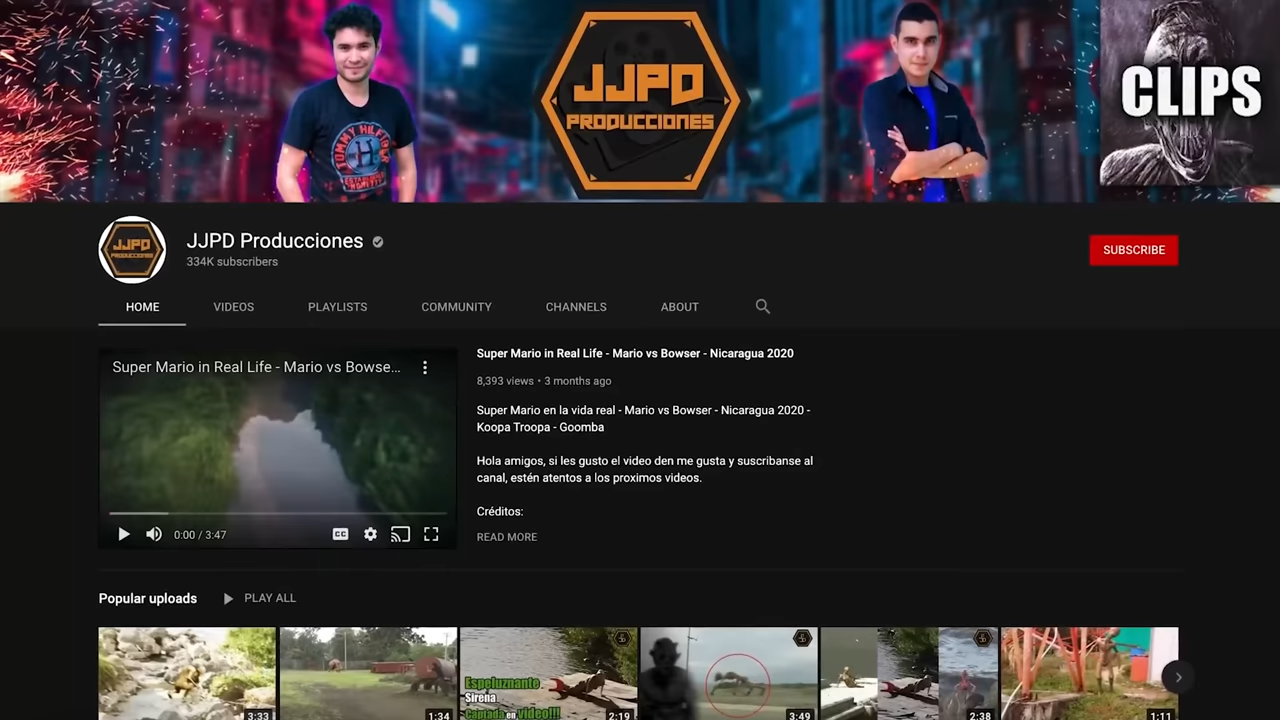 JJPD
PRODUCCIONES
CLIPS
TOMMY HILFIGER
H
JJPD
JJPD Producciones
334K subscribers
SUBSCRIBE
HOME
VIDEOS
PLAYLISTS
COMMUNITY
CHANNELS
ABOUT
Super Mario in Real Life - Mario vs Bowse...
CC
0:00 / 3:47
Super Mario in Real Life - Mario vs Bowser - Nicaragua 2020
8,393 views • 3 months ago
Super Mario en la vida real - Mario vs Bowser - Nicaragua 2020 -
Koopa Troopa - Goomba
Hola amigos, si les gusto el video den me gusta y suscribanse al
canal, estén atentos a los proximos videos.
Créditos:
READ MORE
Popular uploads
PLAY ALL
3:33
1:34
Espeluznante
Sirena
Captada en video!!!
2:19
3:49
2:38
1:11